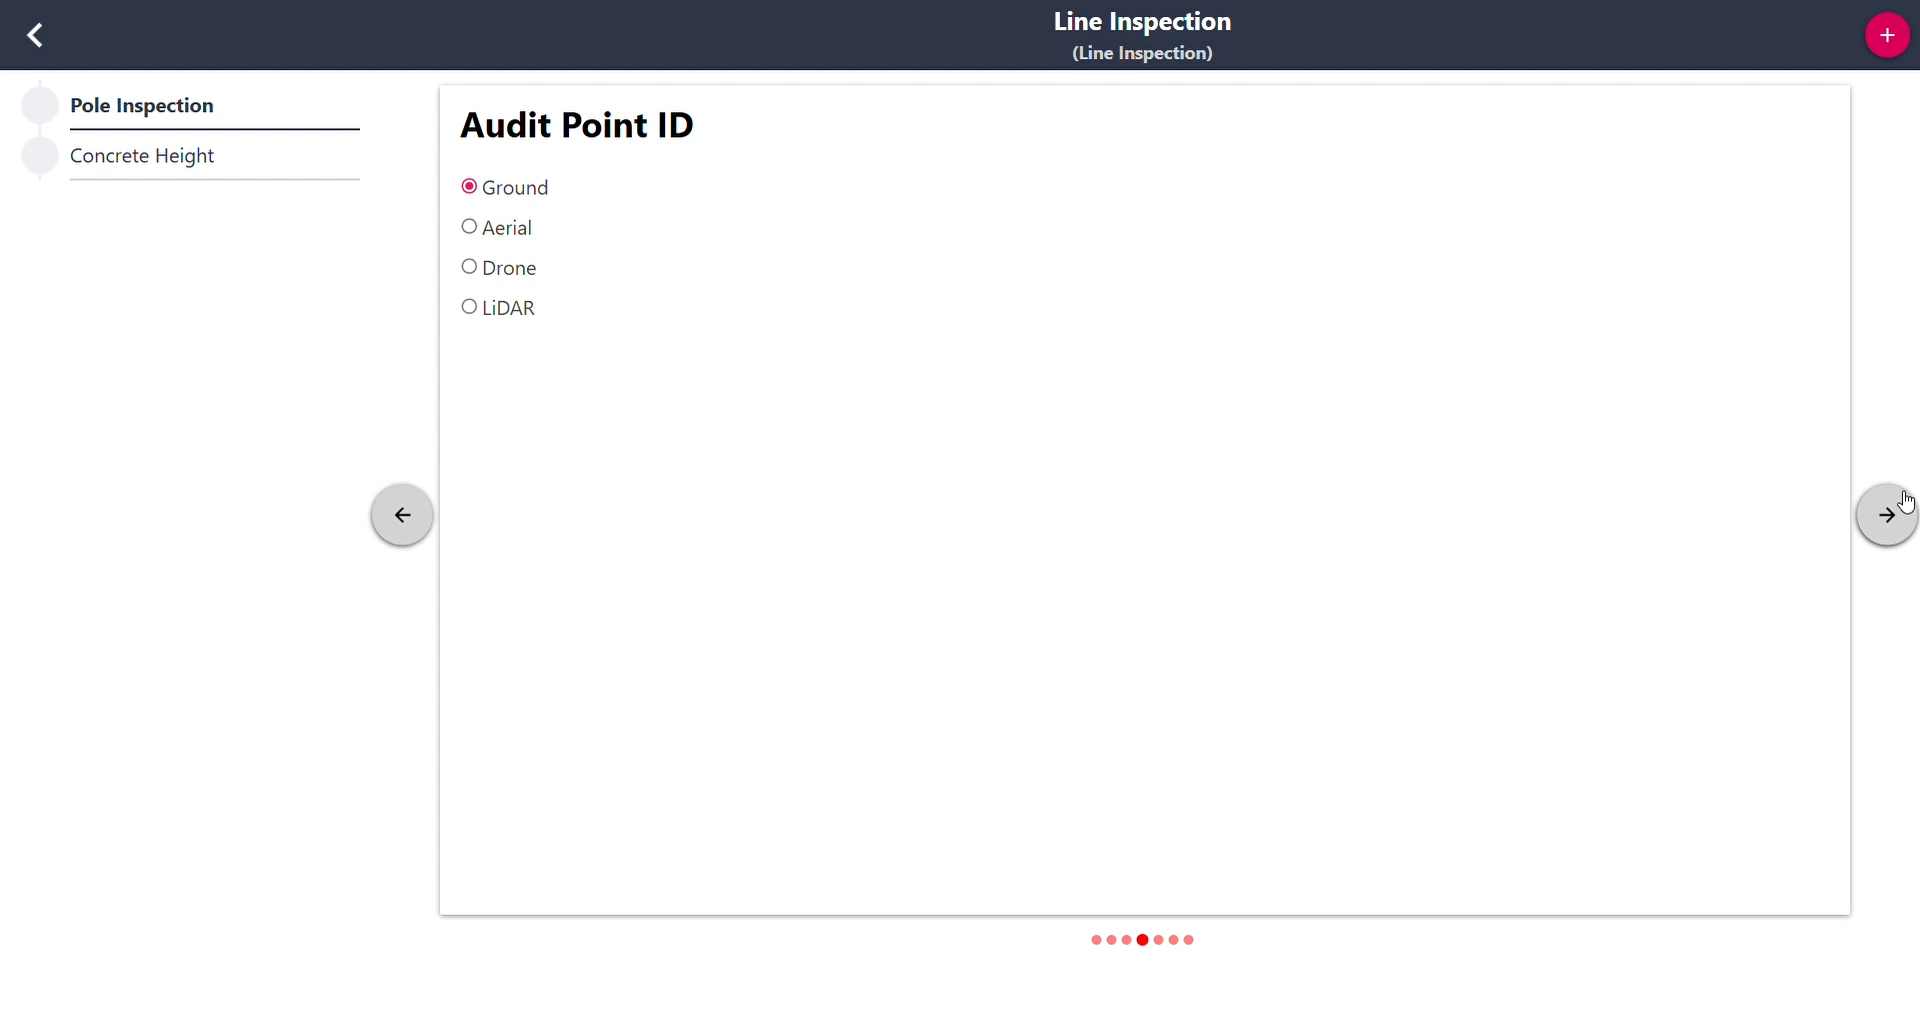 Line Inspection
(Line Inspection)
Pole Inspection
Concrete Height
Audit Point ID
Ground
Aerial
Drone
LiDAR